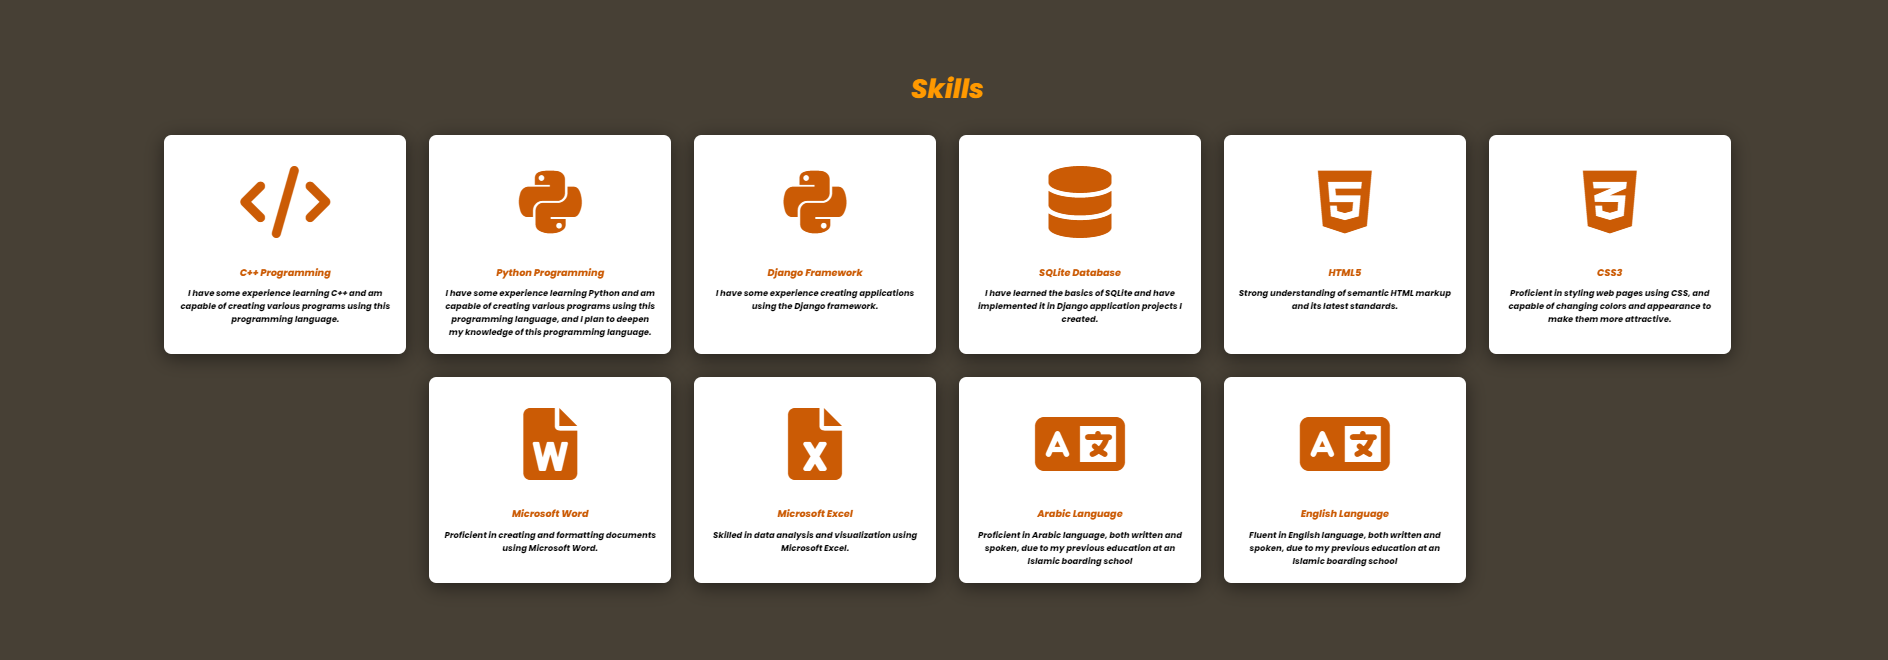 Skills
C++ Programming
I have some experience learning C++ and am
capable of creating various programs using this
programming language.
Python Programming
I have some experience learning Python and am
capable of creating various programs using this
programming language, and I plan to deepen
my knowledge of this programming language.
Django Framework
I have some experience creating applications
using the Django framework.
SQLite Database
I have learned the basics of SQLite and have
implemented it in Django application projects I
created.
HTML5
Strong understanding of semantic HTML markup
and its latest standards.
CSS3
Proficient in styling web pages using CSS, and
capable of changing colors and appearance to
make them more attractive.
W
Microsoft Word
Proficient in creating and formatting documents
using Microsoft Word.
X
Microsoft Excel
Skilled in data analysis and visualization using
Microsoft Excel.
A 文
Arabic Language
Proficient in Arabic language, both written and
spoken, due to my previous education at an
Islamic boarding school
A 文
English Language
Fluent in English language, both written and
spoken, due to my previous education at an
Islamic boarding school